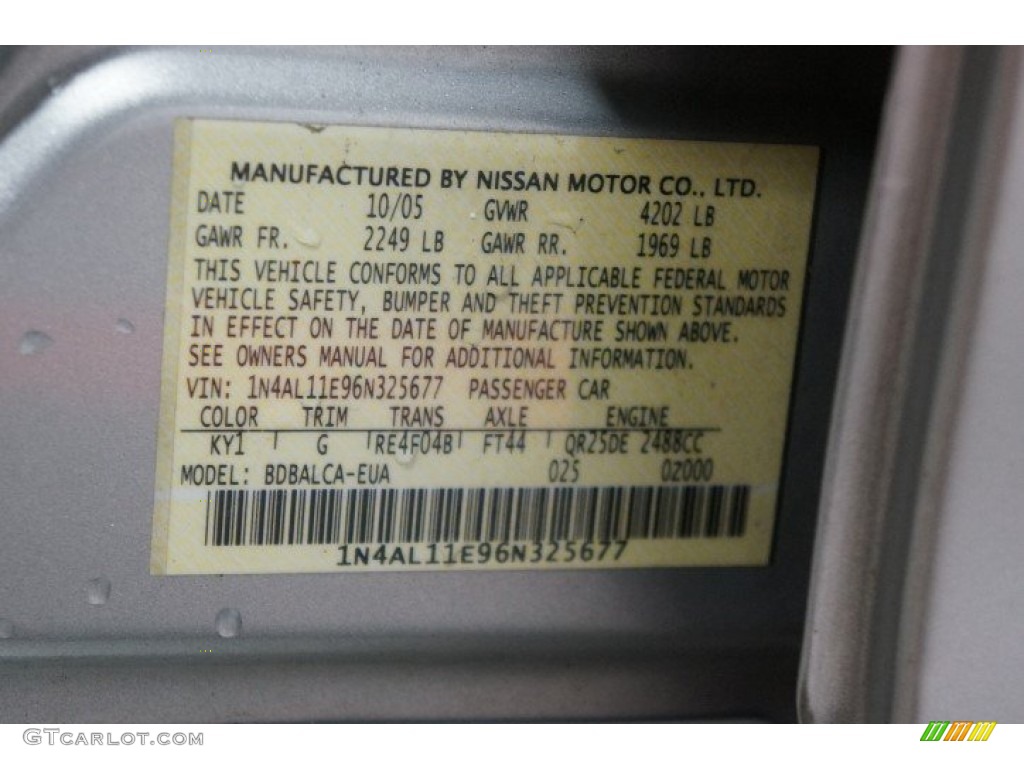 MANUFACTURED BY NISSAN MOTOR CO., LTD.
DATE 10/05 GVWR 4202 LB
GAWR FR. 2249 LB GAWR RR. 1969 LB
THIS VEHICLE CONFORMS TO ALL APPLICABLE FEDERAL MOTOR
VEHICLE SAFETY, BUMPER AND THEFT PREVENTION STANDARDS
IN EFFECT ON THE DATE OF MANUFACTURE SHOWN ABOVE.
SEE OWNERS MANUAL FOR ADDITIONAL INFORMATION.
VIN: 1N4AL11E96N325677 PASSENGER CAR
COLOR TRIM TRANS AXLE ENGINE
KY1 G RE4F04B FT44 QR25DE 2488CC
MODEL: BDBALCA-EUA 025 0Z000
1N4AL11E96N325677
GTCarLot.com